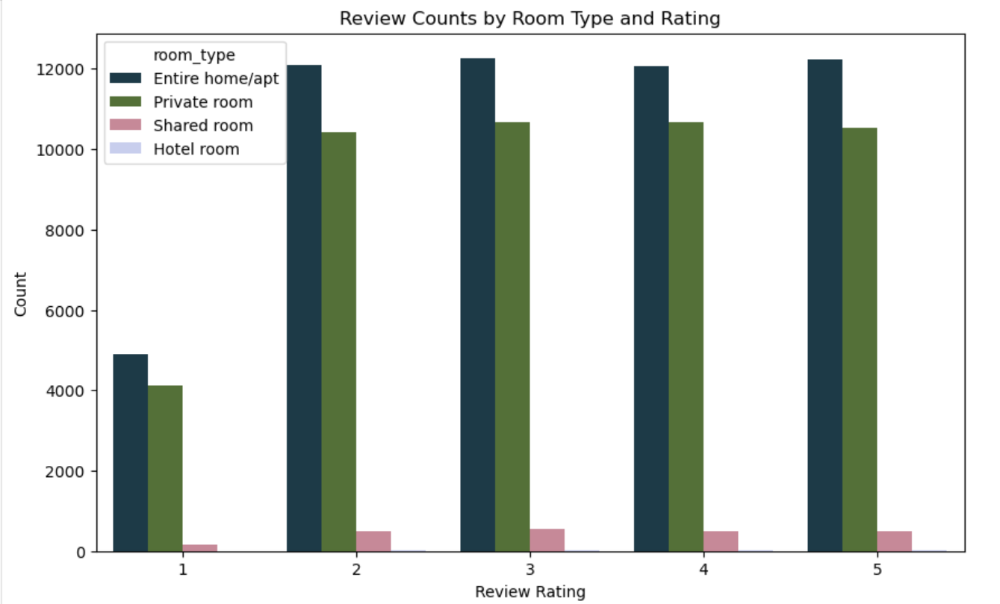 Review Counts by Room Type and Rating
room_type
Entire home/apt
Private room
Shared room
Hotel room
12000
10000
8000
6000
4000
2000
0
Count
1 2 3 4 5
Review Rating